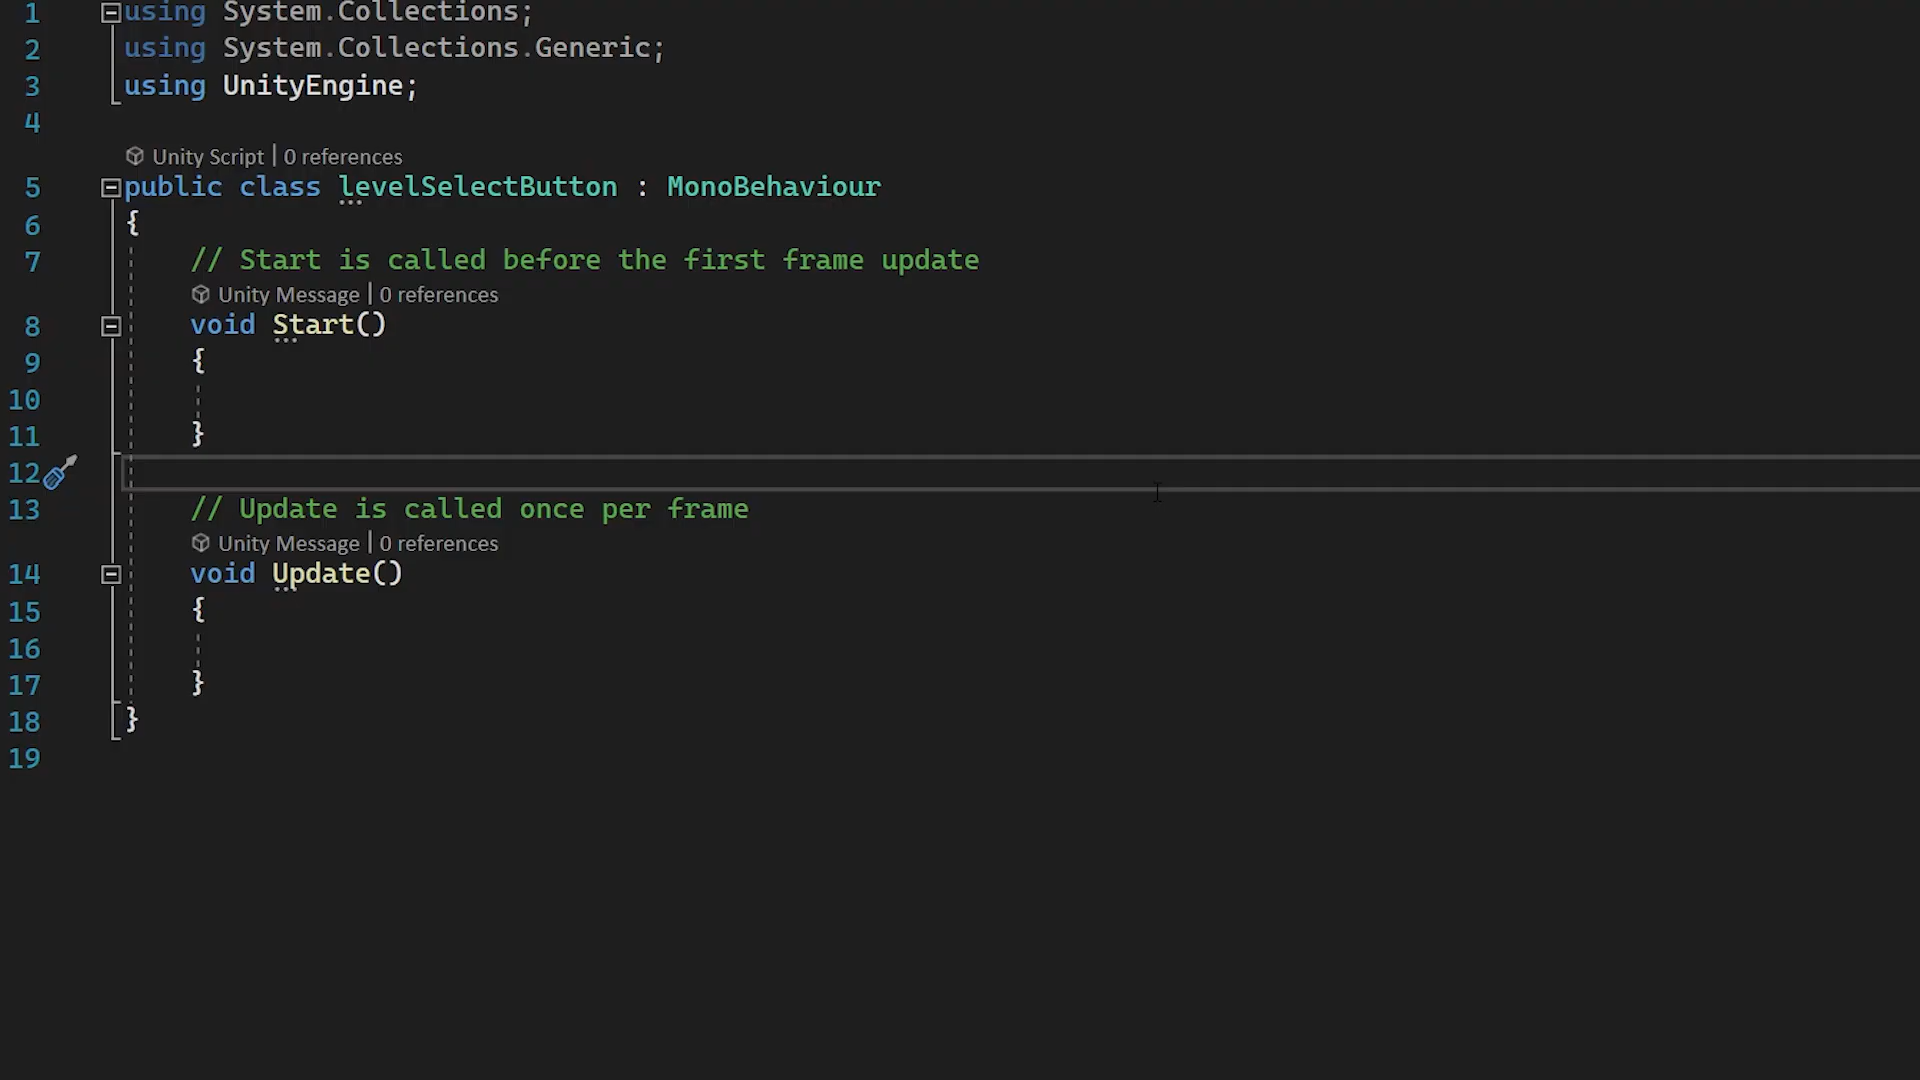 1 using System.Collections;
2 using System.Collections.Generic;
3 using UnityEngine;
4
Unity Script | 0 references
5 public class levelSelectButton : MonoBehaviour
6 {
7 // Start is called before the first frame update
Unity Message | 0 references
8 void Start()
9 {
10
11 }
12
13 // Update is called once per frame
Unity Message | 0 references
14 void Update()
15 {
16
17 }
18 }
19